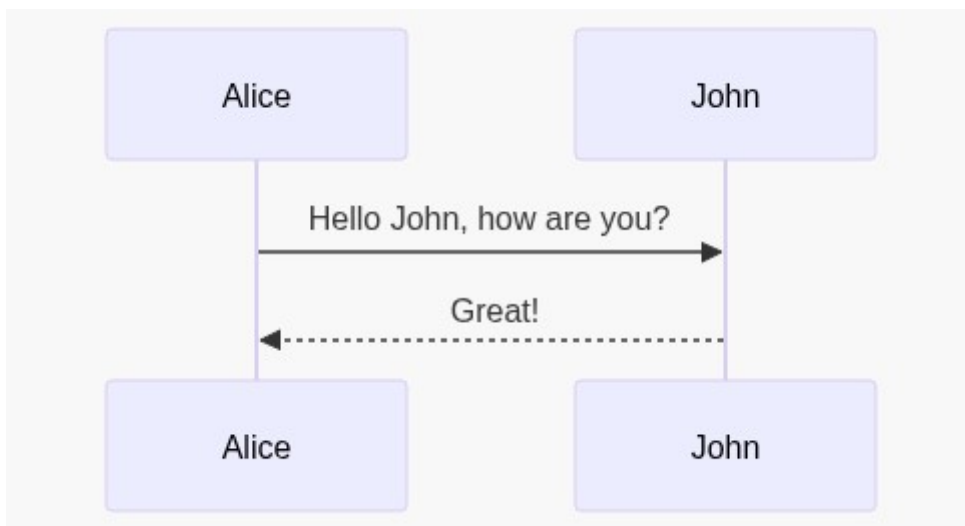 Alice
John
Hello John, how are you?
Great!
Alice
John